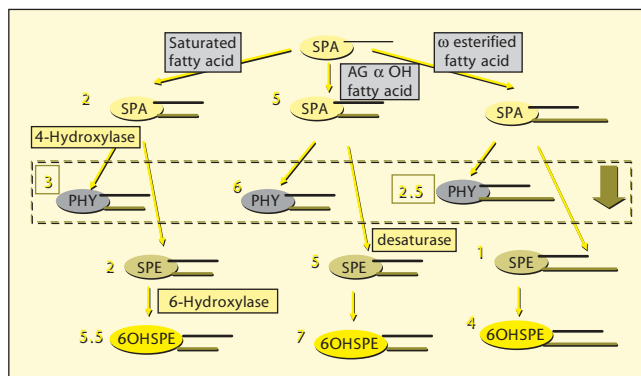 Saturated
fatty acid
SPA
ω esterified
fatty acid
AG α OH
fatty acid
2
SPA
5
SPA
SPA
4-Hydroxylase
3
PHY
6
PHY
2.5
PHY
desaturase
2
SPE
5
SPE
1
SPE
6-Hydroxylase
5.5
6OHSPE
7
6OHSPE
4
6OHSPE